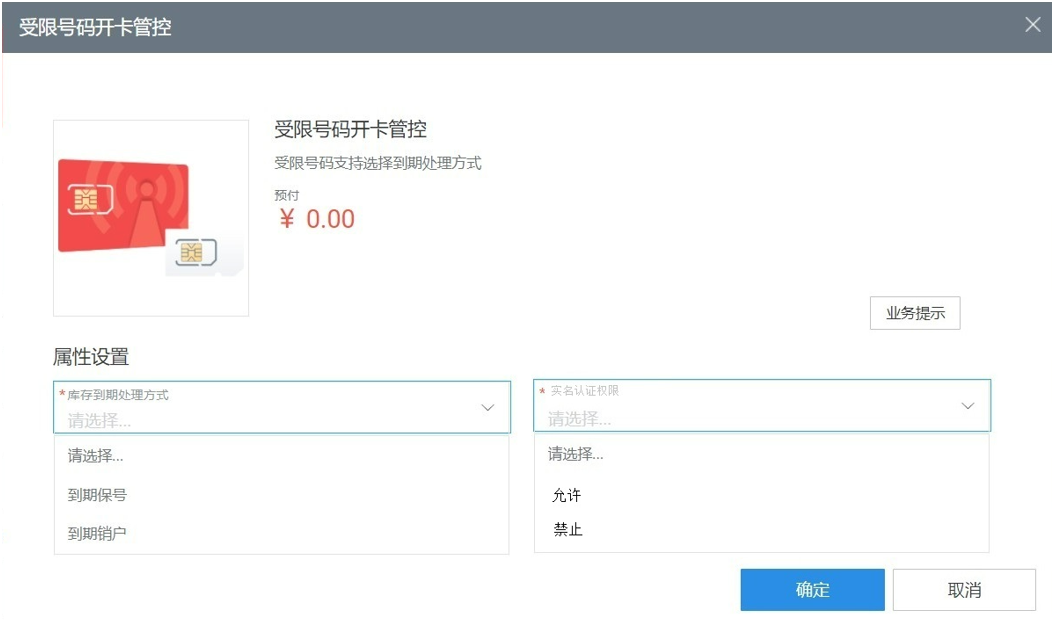 受限号码开卡管控
受限号码开卡管控
受限号码支持选择到期处理方式
预付
¥ 0.00
业务提示
属性设置
*库存到期处理方式
请选择...
请选择...
到期保号
到期销户
* 实名认证权限
请选择...
请选择...
允许
禁止
确定
取消